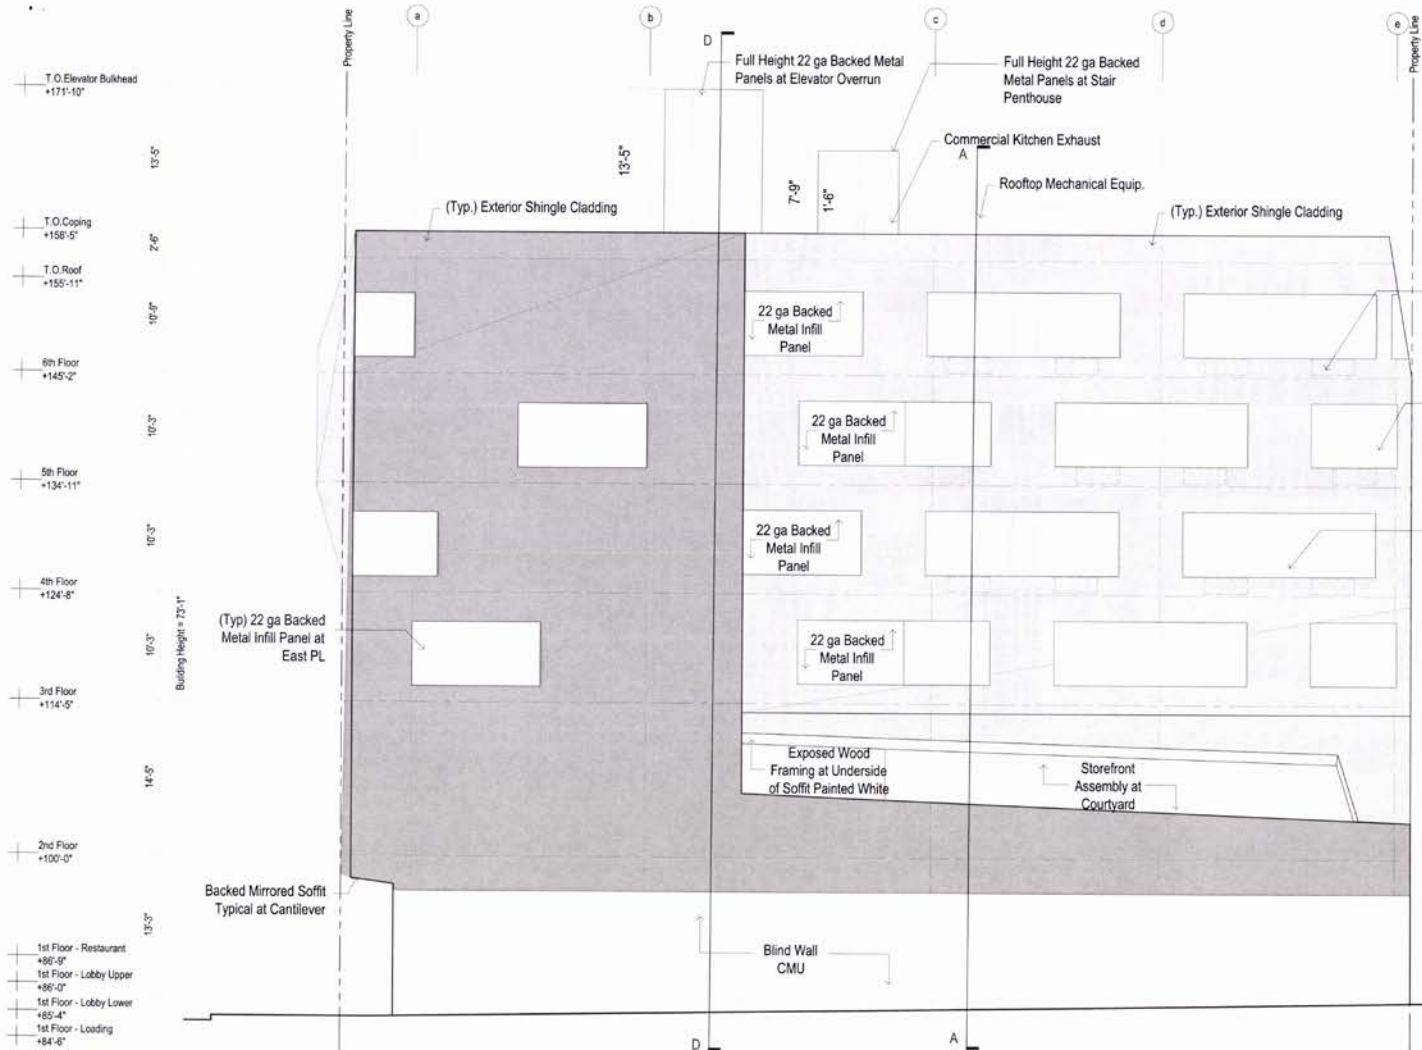 a
b
c
d
e
Property Line
Property Line
D
Full Height 22 ga Backed Metal
Panels at Elevator Overrun
Full Height 22 ga Backed
Metal Panels at Stair
Penthouse
T.O.Elevator Bulkhead
+171'-10"
Commercial Kitchen Exhaust
A
13'-5"
13'-5"
7'-9"
1'-6"
Rooftop Mechanical Equip.
(Typ.) Exterior Shingle Cladding
(Typ.) Exterior Shingle Cladding
T.O.Coping
+158'-5"
2'-6"
T.O.Roof
+155'-11"
10'-9"
22 ga Backed
Metal Infill
Panel
6th Floor
+145'-2"
10'-3"
22 ga Backed
Metal Infill
Panel
5th Floor
+134'-11"
10'-3"
22 ga Backed
Metal Infill
Panel
4th Floor
+124'-8"
Building Height = 73'-1"
10'-3"
(Typ) 22 ga Backed
Metal Infill Panel at
East PL
22 ga Backed
Metal Infill
Panel
3rd Floor
+114'-5"
14'-5"
Exposed Wood
Framing at Underside
of Soffit Painted White
Storefront
Assembly at
Courtyard
2nd Floor
+100'-0"
Backed Mirrored Soffit
Typical at Cantilever
13'-3"
Blind Wall
CMU
1st Floor - Restaurant
+86'-9"
1st Floor - Lobby Upper
+86'-0"
1st Floor - Lobby Lower
+85'-4"
1st Floor - Loading
+84'-6"
D
A